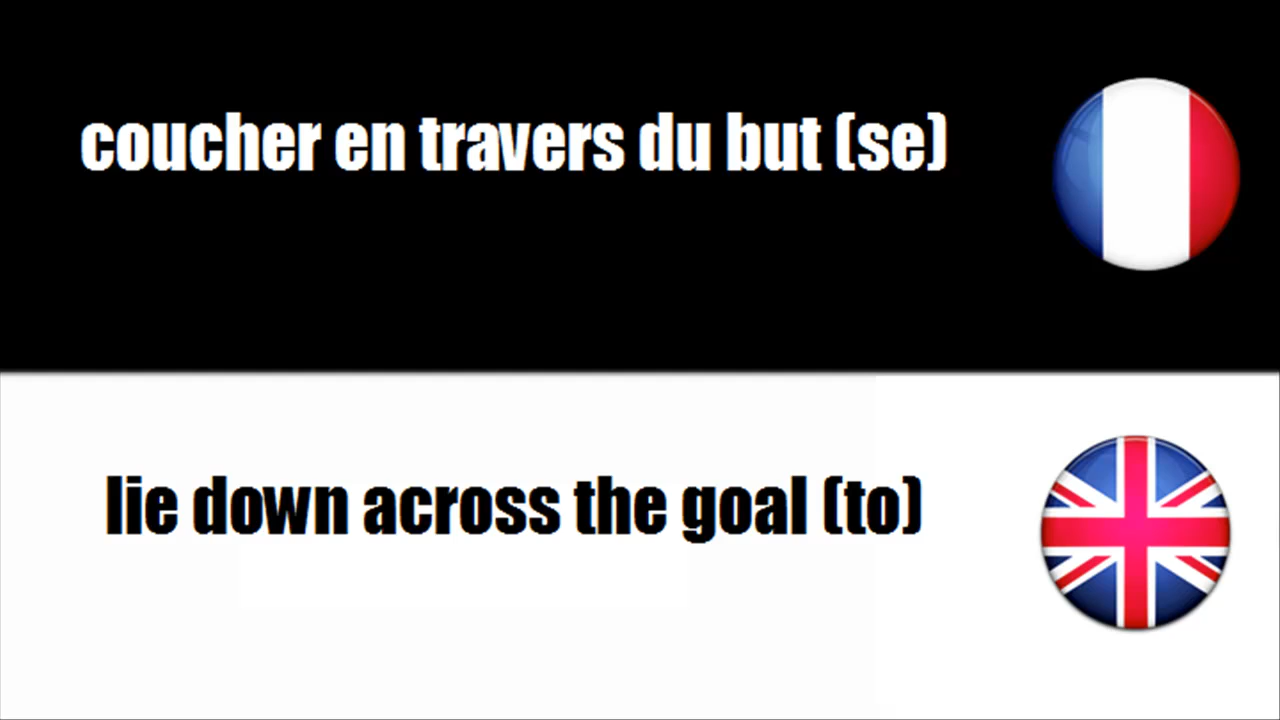 coucher en travers du but (se)
lie down across the goal (to)